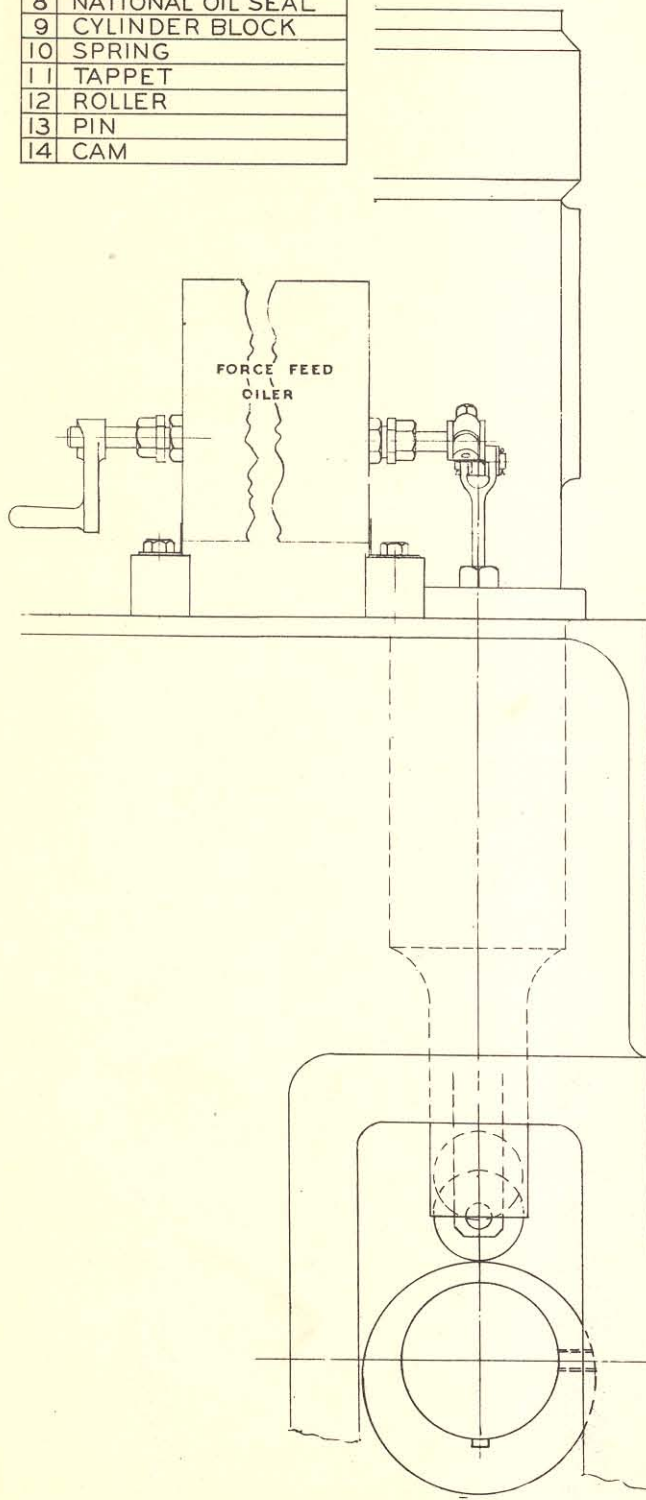 8 NATIONAL OIL SEAL
9 CYLINDER BLOCK
10 SPRING
11 TAPPET
12 ROLLER
13 PIN
14 CAM
FORCE FEED
OILER